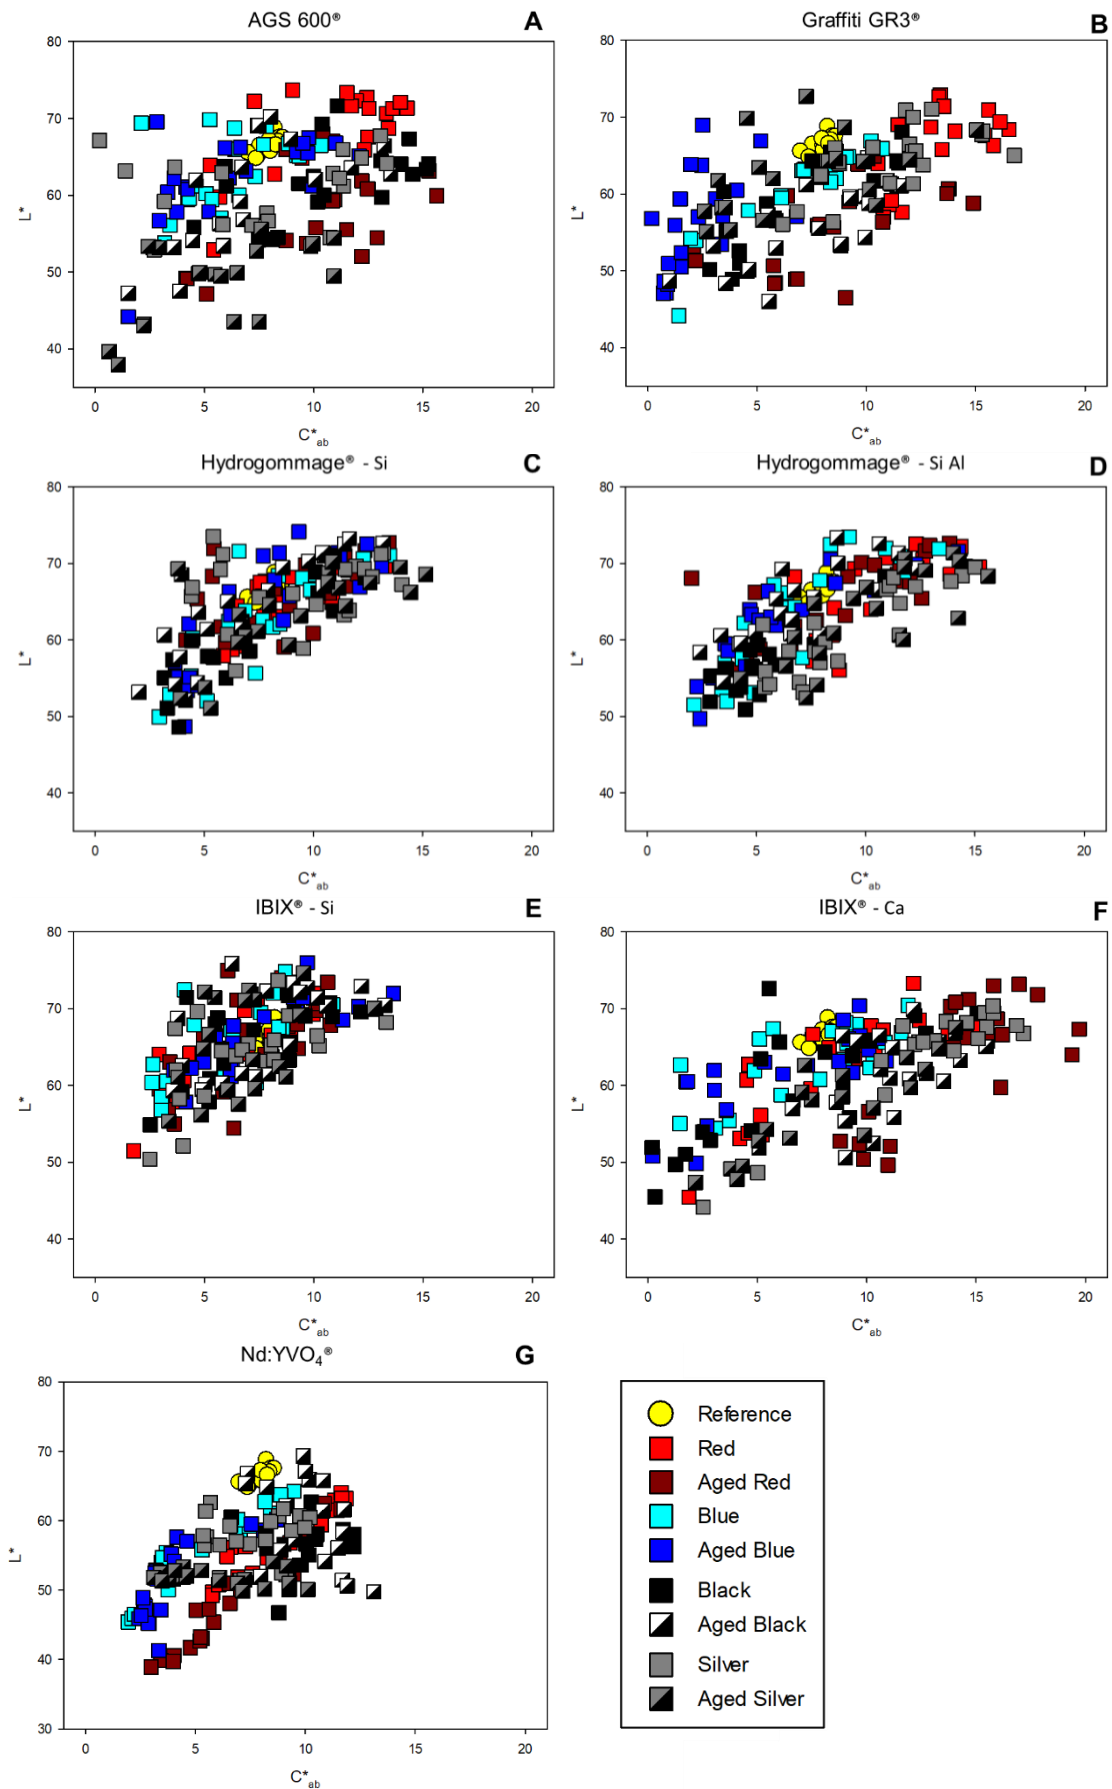 AGS 600®
A
80
70
60
50
40
L*
0 5 10 15 20
C*ab
Graffiti GR3®
B
80
70
60
50
40
L*
0 5 10 15 20
C*ab
Hydrogommage® - Si
C
80
70
60
50
40
L*
0 5 10 15 20
C*ab
Hydrogommage® - Si Al
D
80
70
60
50
40
L*
0 5 10 15 20
C*ab
IBIX® - Si
E
80
70
60
50
40
L*
0 5 10 15 20
C*ab
IBIX® - Ca
F
80
70
60
50
40
L*
0 5 10 15 20
C*ab
Nd:YVO4®
G
80
70
60
50
40
30
L*
0 5 10 15 20
C*ab
Reference
Red
Aged Red
Blue
Aged Blue
Black
Aged Black
Silver
Aged Silver